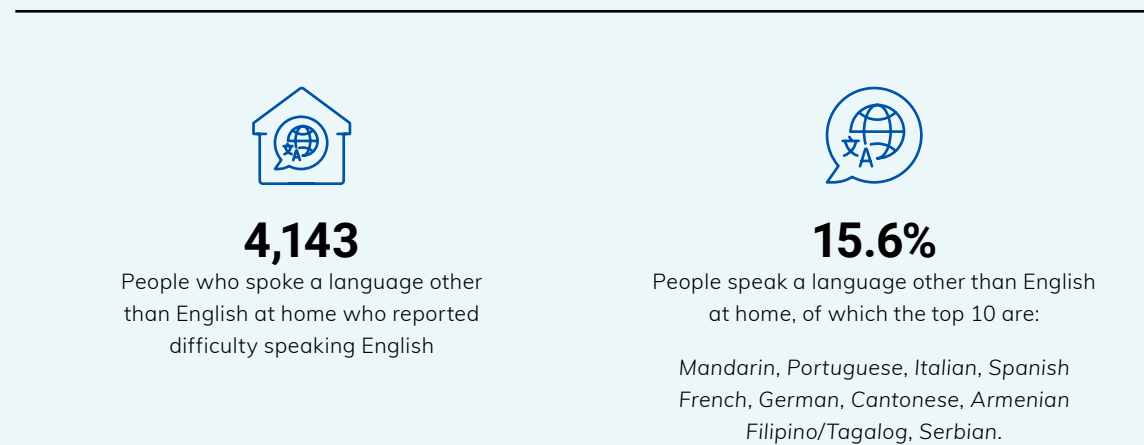 4,143
People who spoke a language other
than English at home who reported
difficulty speaking English
15.6%
People speak a language other than English
at home, of which the top 10 are:
Mandarin, Portuguese, Italian, Spanish
French, German, Cantonese, Armenian
Filipino/Tagalog, Serbian.